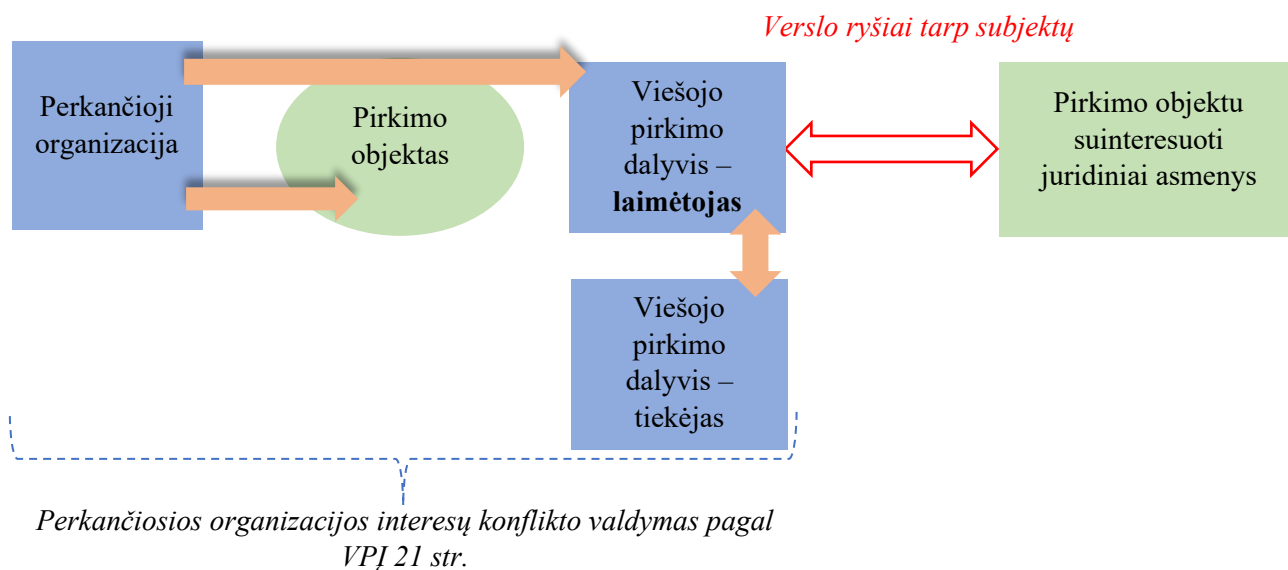 Verslo ryšiai tarp subjektų
Perkančioji
organizacija
Pirkimo
objektas
Viešojo
pirkimo
dalyvis –
laimėtojas
Pirkimo objektu
suinteresuoti
juridiniai asmenys
Viešojo
pirkimo
dalyvis –
tiekėjas
Perkančiosios organizacijos interesų konflikto valdymas pagal
VPĮ 21 str.